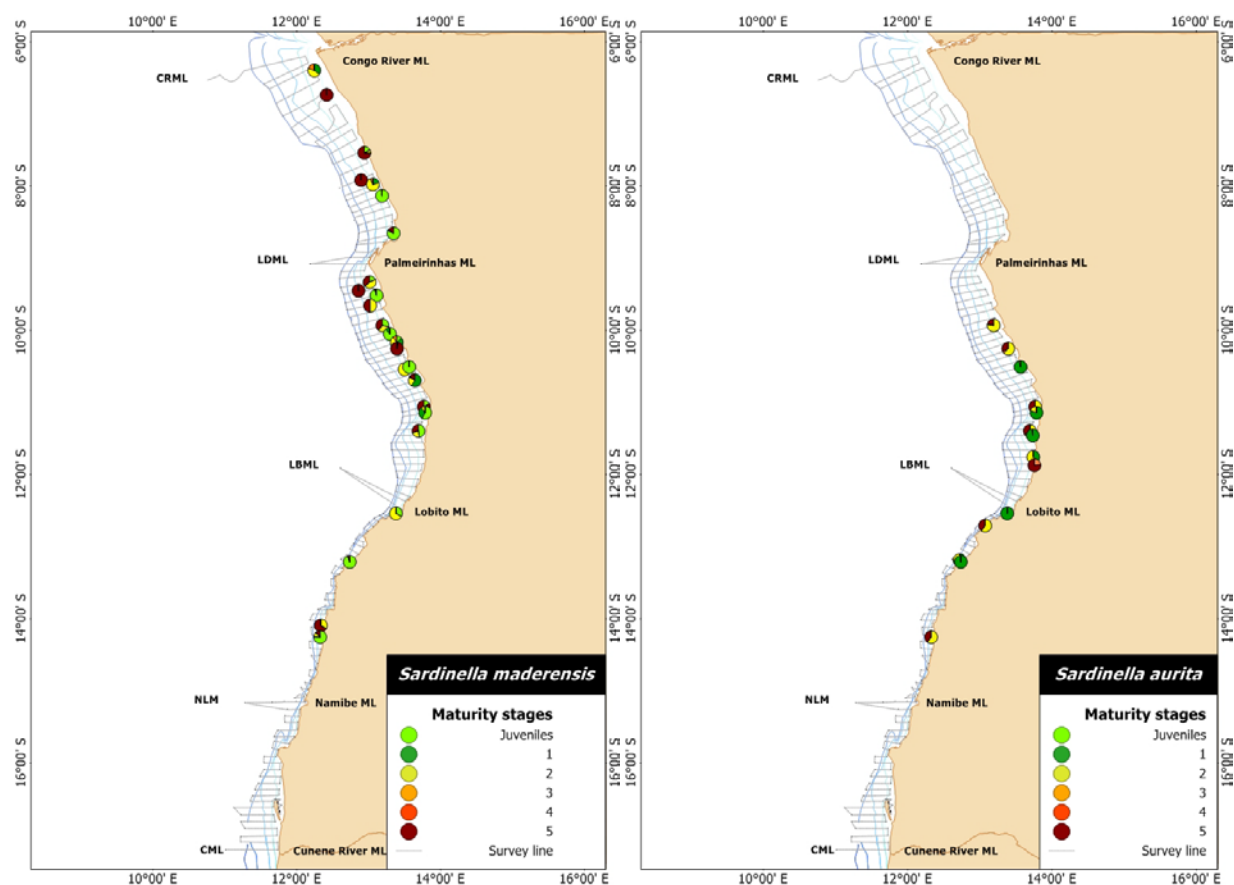 10°00' E 12°00' E 14°00' E 16°00' E
6°00' S
8°00' S
10°00' S
12°00' S
14°00' S
16°00' S
Congo River ML
CRML
LDML
Palmeirinhas ML
LBML
Lobito ML
NLM
Namibe ML
CML
Cunene River ML
Sardinella maderensis
Maturity stages
Juveniles
1
2
3
4
5
Survey line
6°00' S
8°00' S
10°00' S
12°00' S
14°00' S
16°00' S
10°00' E 12°00' E 14°00' E 16°00' E
10°00' E 12°00' E 14°00' E 16°00' E
6°00' S
8°00' S
10°00' S
12°00' S
14°00' S
16°00' S
Congo River ML
CRML
LDML
Palmeirinhas ML
LBML
Lobito ML
NLM
Namibe ML
CML
Cunene River ML
Sardinella aurita
Maturity stages
Juveniles
1
2
3
4
5
Survey line
6°00' S
8°00' S
10°00' S
12°00' S
14°00' S
16°00' S
10°00' E 12°00' E 14°00' E 16°00' E